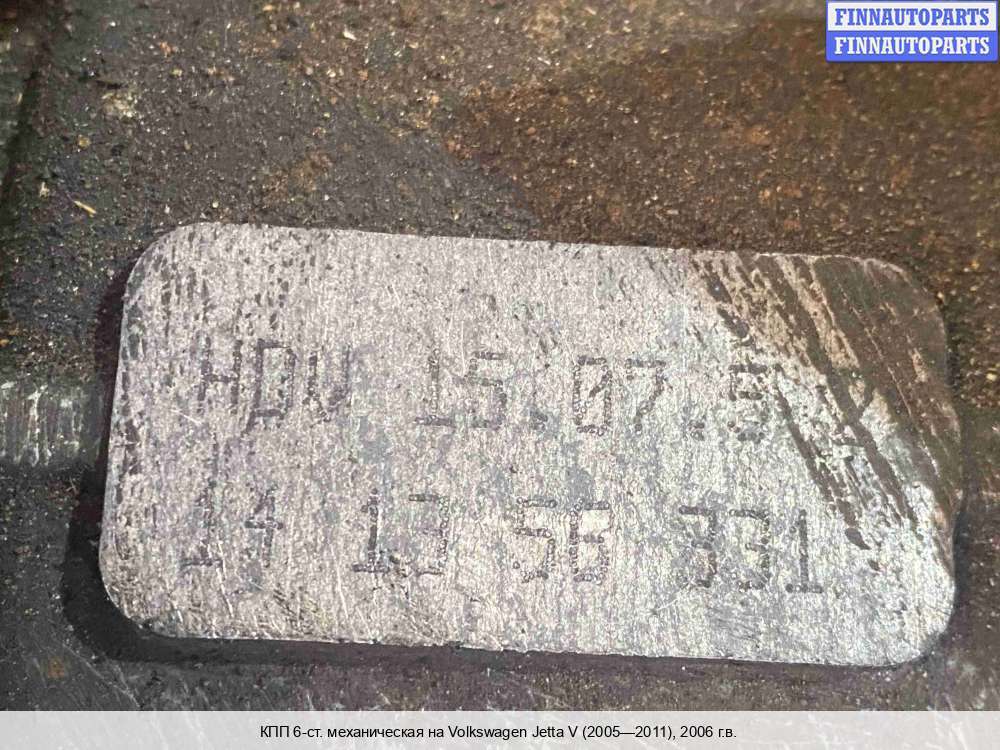 FINNAUTOPARTS
FINNAUTOPARTS
HDV 15.07
14 13 56 331
КПП 6-ст. механическая на Volkswagen Jetta V (2005—2011), 2006 г.в.